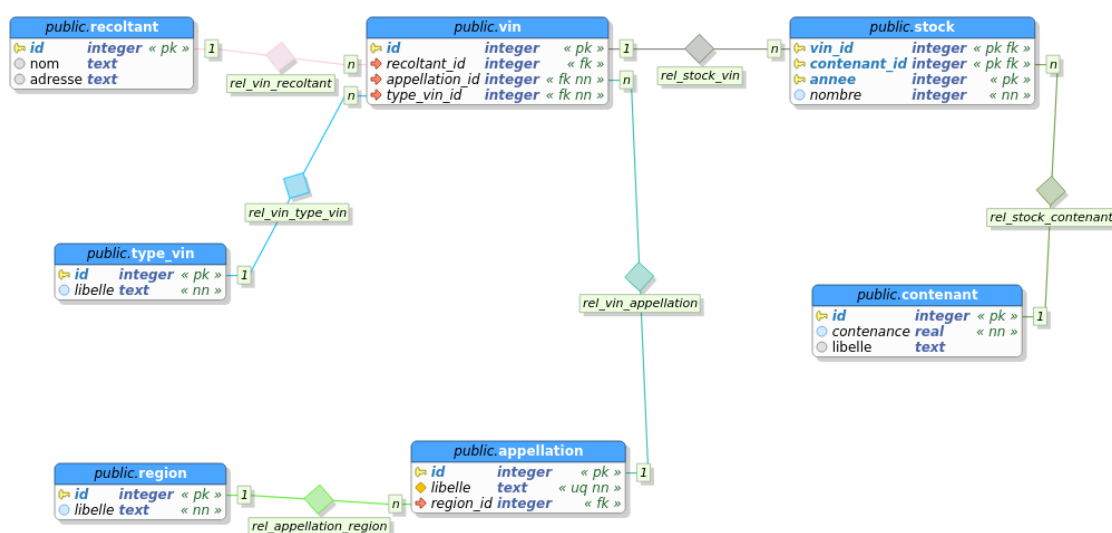 public.recoltant
id integer « pk »
nom text
adresse text
1
n
rel_vin_recoltant
public.vin
id integer « pk »
recoltant_id integer « fk »
appellation_id integer « fk nn »
type_vin_id integer « fk nn »
1
n
rel_stock_vin
n
n
public.stock
vin_id integer « pk fk »
contenant_id integer « pk fk »
annee integer « pk »
nombre integer « nn »
n
rel_vin_type_vin
rel_stock_contenant
public.type_vin
id integer « pk »
libelle text « nn »
1
rel_vin_appellation
public.contenant
id integer « pk »
contenance real « nn »
libelle text
1
public.region
id integer « pk »
libelle text « nn »
1
n
rel_appellation_region
public.appellation
id integer « pk »
libelle text « uq nn »
region_id integer « fk »
1